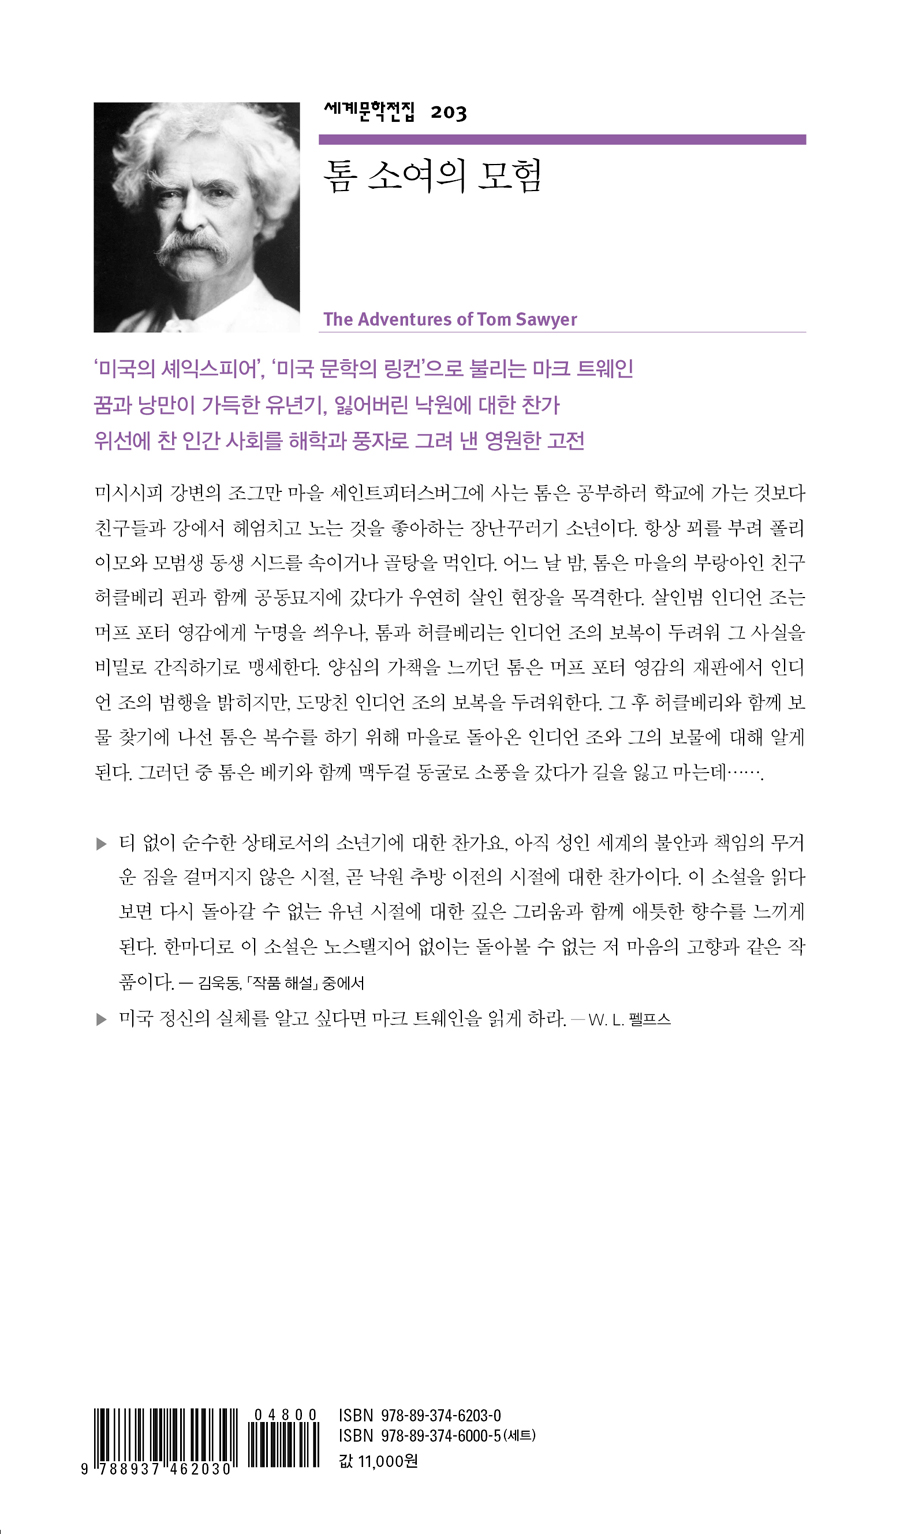 세계문학전집 203
톰 소여의 모험
The Adventures of Tom Sawyer
‘미국의 셰익스피어’, ‘미국 문학의 링컨’으로 불리는 마크 트웨인
꿈과 낭만이 가득한 유년기, 잃어버린 낙원에 대한 찬가
위선에 찬 인간 사회를 해학과 풍자로 그려 낸 영원한 고전
미시시피 강변의 조그만 마을 세인트피터스버그에 사는 톰은 공부하러 학교에 가는 것보다
친구들과 강에서 헤엄치고 노는 것을 좋아하는 장난꾸러기 소년이다. 항상 꾀를 부려 폴리
이모와 모범생 동생 시드를 속이거나 골탕을 먹인다. 어느 날 밤, 톰은 마을의 부랑아인 친구
허클베리 핀과 함께 공동묘지에 갔다가 우연히 살인 현장을 목격한다. 살인범 인디언 조는
머프 포터 영감에게 누명을 씌우나, 톰과 허클베리는 인디언 조의 보복이 두려워 그 사실을
비밀로 간직하기로 맹세한다. 양심의 가책을 느끼던 톰은 머프 포터 영감의 재판에서 인디
언 조의 범행을 밝히지만, 도망친 인디언 조의 보복을 두려워한다. 그 후 허클베리와 함께 보
물 찾기에 나선 톰은 복수를 하기 위해 마을로 돌아온 인디언 조와 그의 보물에 대해 알게
된다. 그러던 중 톰은 베키와 함께 맥두걸 동굴로 소풍을 갔다가 길을 잃고 마는데…….
▶ 티 없이 순수한 상태로서의 소년기에 대한 찬가요, 아직 성인 세계의 불안과 책임의 무거
운 짐을 걸머지지 않은 시절, 곧 낙원 추방 이전의 시절에 대한 찬가이다. 이 소설을 읽다
보면 다시 돌아갈 수 없는 유년 시절에 대한 깊은 그리움과 함께 애틋한 향수를 느끼게
된다. 한마디로 이 소설은 노스탤지어 없이는 돌아볼 수 없는 저 마음의 고향과 같은 작
품이다. — 김욱동, 「작품 해설」 중에서
▶ 미국 정신의 실체를 알고 싶다면 마크 트웨인을 읽게 하라. — W. L. 펠프스
04800
9 788937 462030
ISBN 978-89-374-6203-0
ISBN 978-89-374-6000-5(세트)
값 11,000원